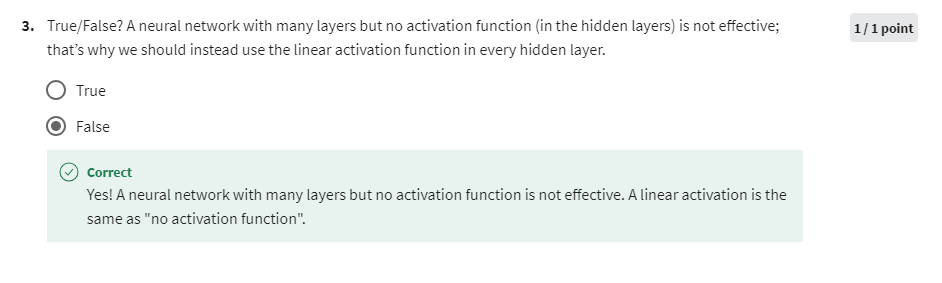 3. True/False? A neural network with many layers but no activation function (in the hidden layers) is not effective;
that’s why we should instead use the linear activation function in every hidden layer.
1 / 1 point
True
False
Correct
Yes! A neural network with many layers but no activation function is not effective. A linear activation is the
same as "no activation function".